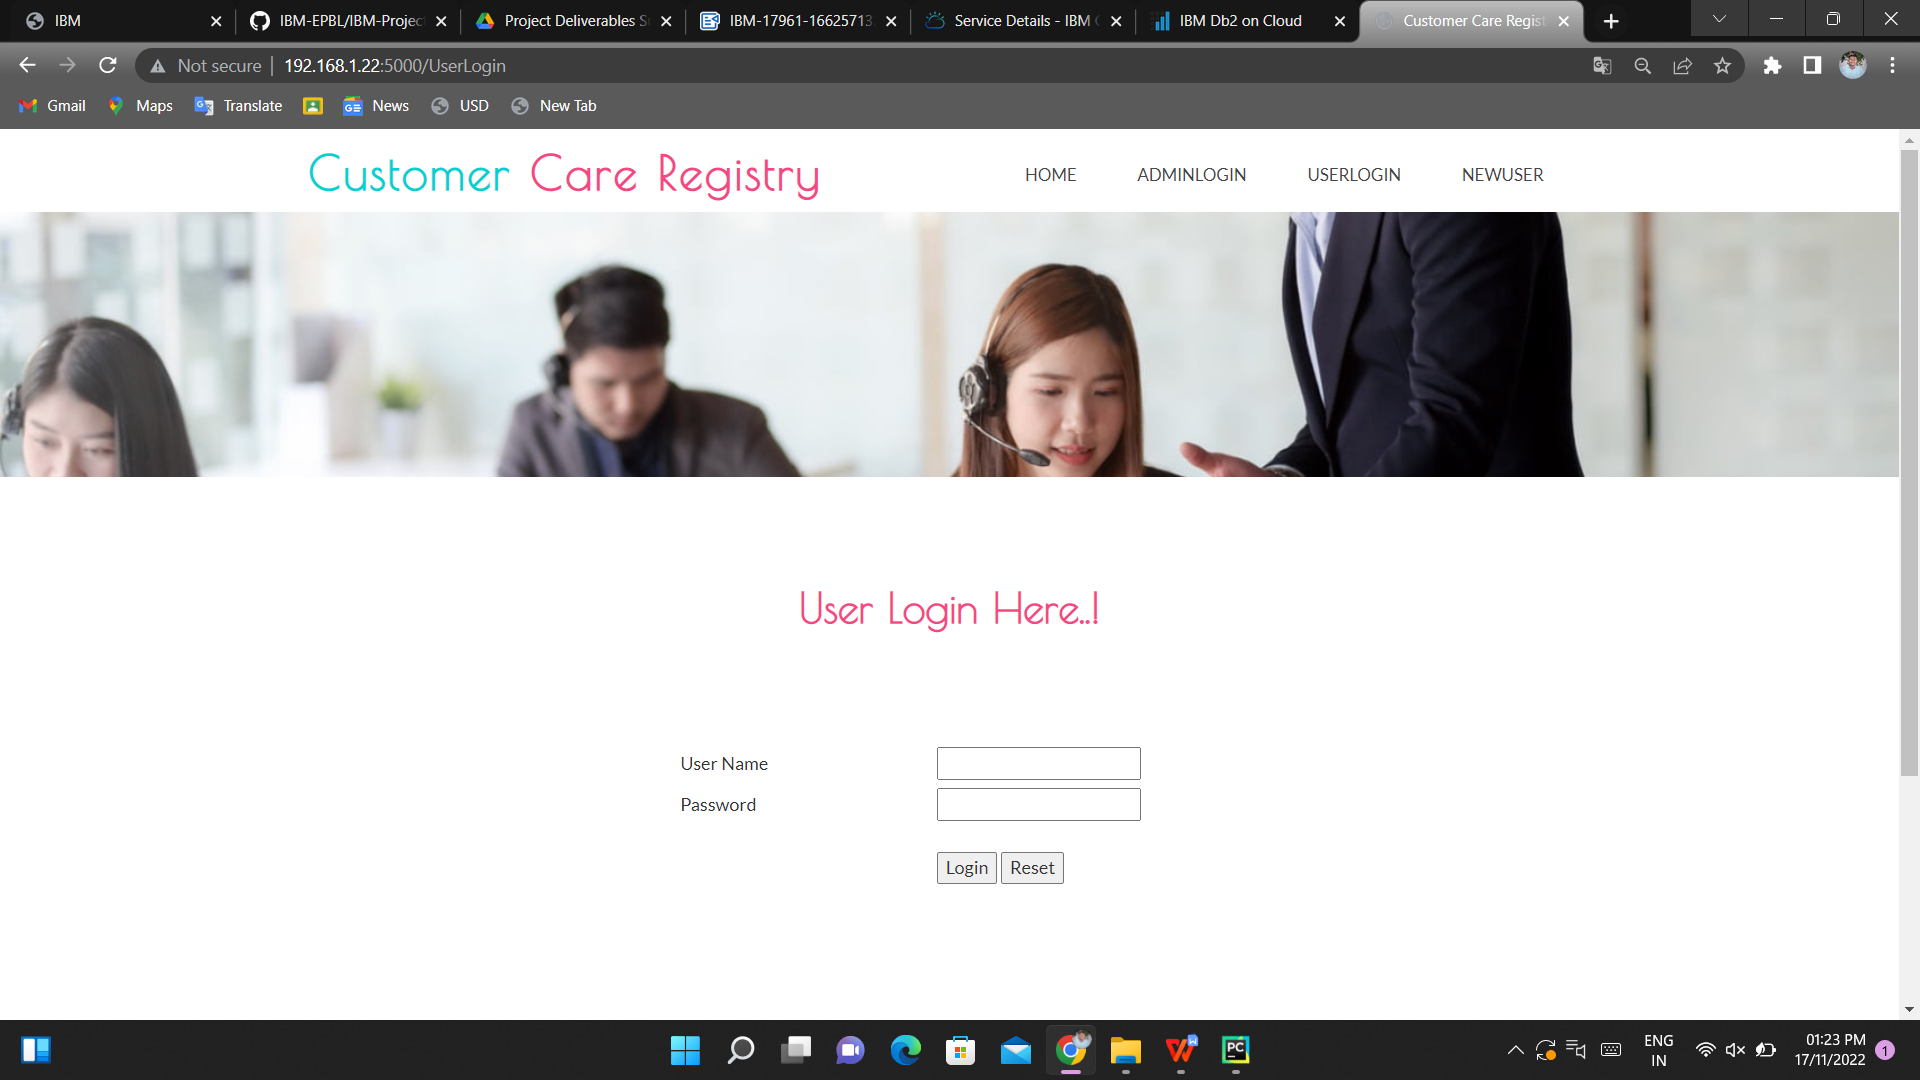 IBM
IBM-EPBL/IBM-Projec
Project Deliverables S
IBM-17961-16625713
Service Details - IBM
IBM Db2 on Cloud
Customer Care Regist
Not secure
192.168.1.22:5000/UserLogin
Gmail
Maps
Translate
News
USD
New Tab
Customer Care Registry
HOME
ADMINLOGIN
USERLOGIN
NEWUSER
User Login Here..!
User Name
Password
Login
Reset
PC
ENG
IN
01:23 PM
17/11/2022
1